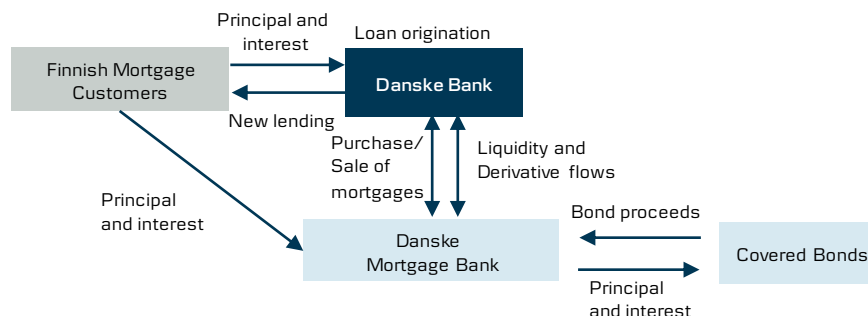 Principal and
interest
Loan origination
Finnish Mortgage
Customers
Danske Bank
New lending
Purchase/
Sale of
mortgages
Liquidity and
Derivative flows
Principal
and interest
Bond proceeds
Danske
Mortgage Bank
Covered Bonds
Principal
and interest